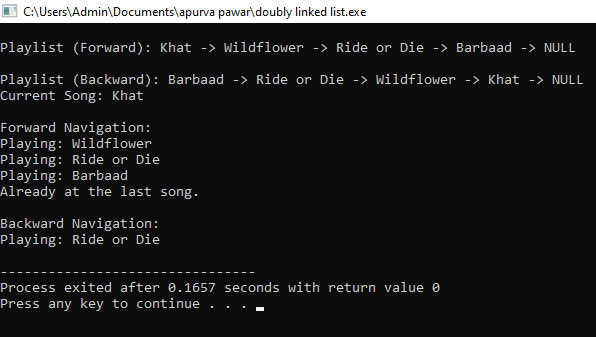 C:\Users\Admin\Documents\apurva pawar\doubly linked list.exe
Playlist (Forward): Khat -> Wildflower -> Ride or Die -> Barbaad -> NULL
Playlist (Backward): Barbaad -> Ride or Die -> Wildflower -> Khat -> NULL
Current Song: Khat
Forward Navigation:
Playing: Wildflower
Playing: Ride or Die
Playing: Barbaad
Already at the last song.
Backward Navigation:
Playing: Ride or Die
--------------------------------
Process exited after 0.1657 seconds with return value 0
Press any key to continue . . .